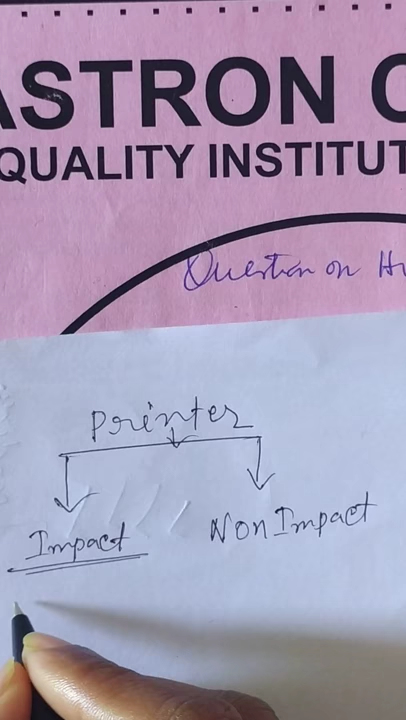 ASTRON C
QUALITY INSTITUT
Question on
Printer
Impact
Non Impact